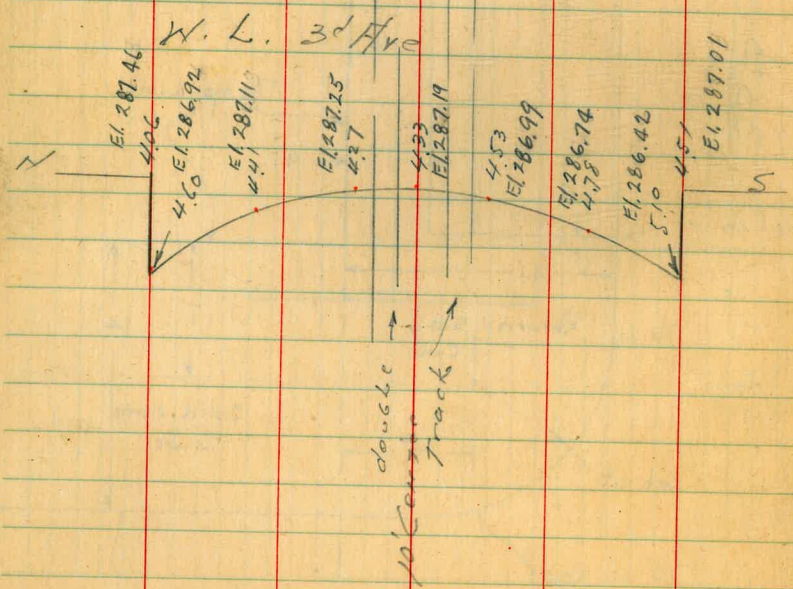 W. L. 3d Ave
N
El. 287.46
4.06
El. 286.92
4.60
El. 287.11
4.41
El. 287.25
4.27
4.33
El. 287.19
4.53
El. 286.99
El. 286.74
4.78
El. 286.42
5.10
4.51
El. 287.01
S
double
10' Center
Track